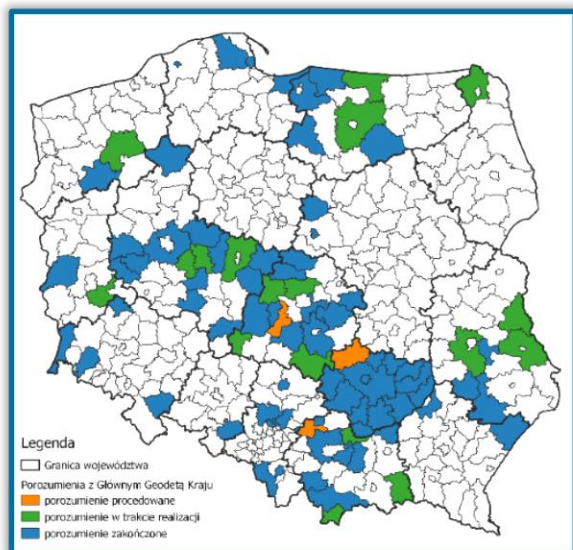 Legenda
Granica województwa
Porozumienia z Głównym Geodetą Kraju
porozumienie procedowane
porozumienie w trakcie realizacji
porozumienie zakończone